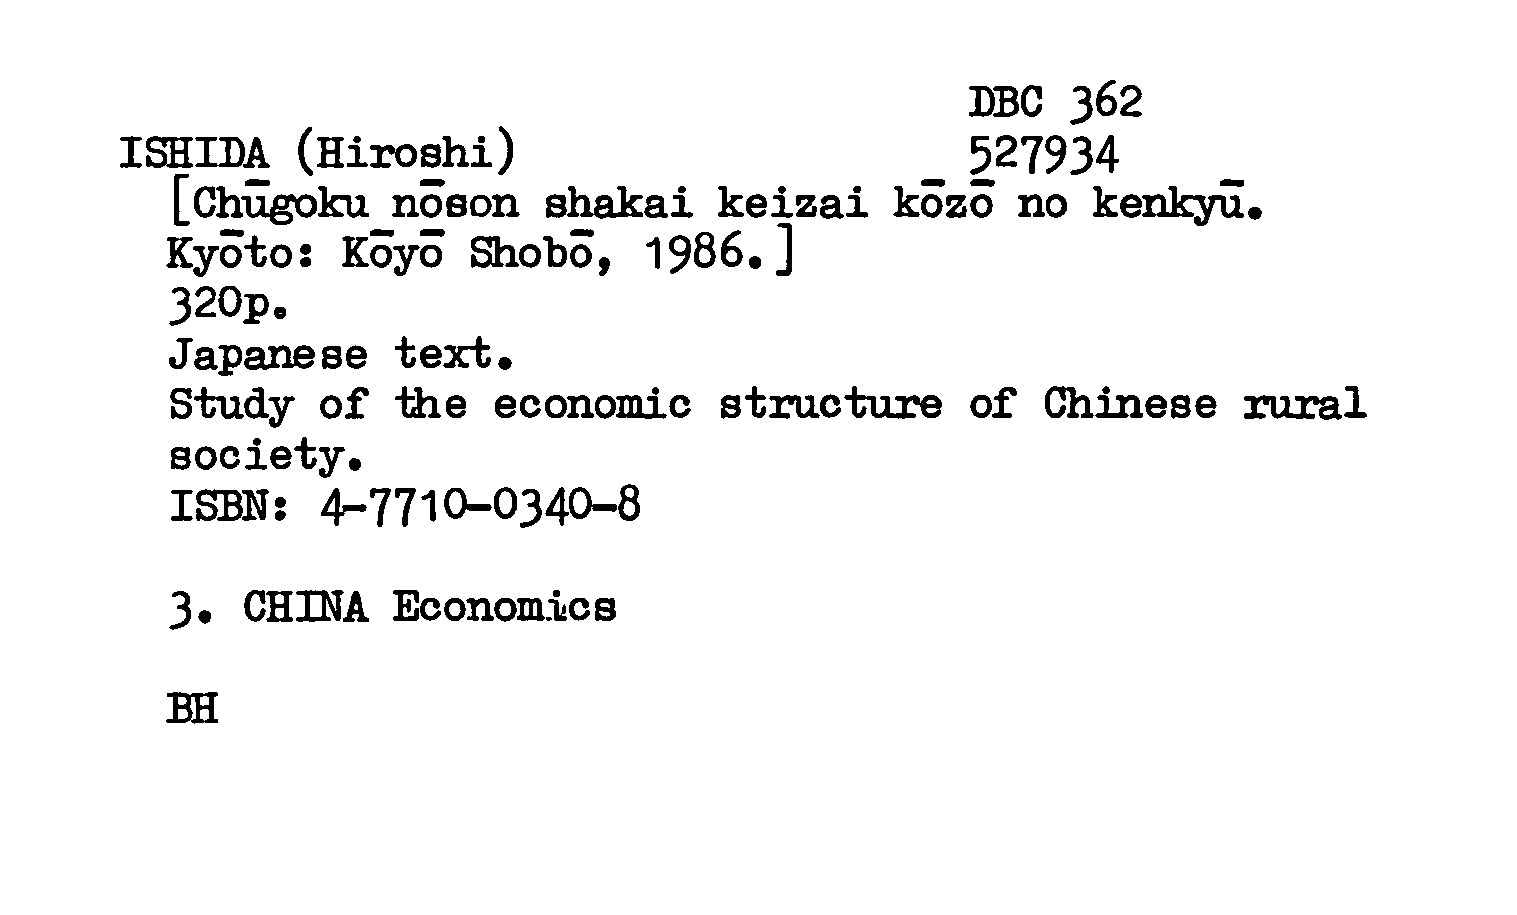 DBC 362
ISHIDA (Hiroshi) 527934
[Chūgoku nōson shakai keizai kōzō no kenkyū.
Kyōto: Kōyō Shobō, 1986.]
320p.
Japanese text.
Study of the economic structure of Chinese rural
society.
ISBN: 4-7710-0340-8
3. CHINA Economics
BH